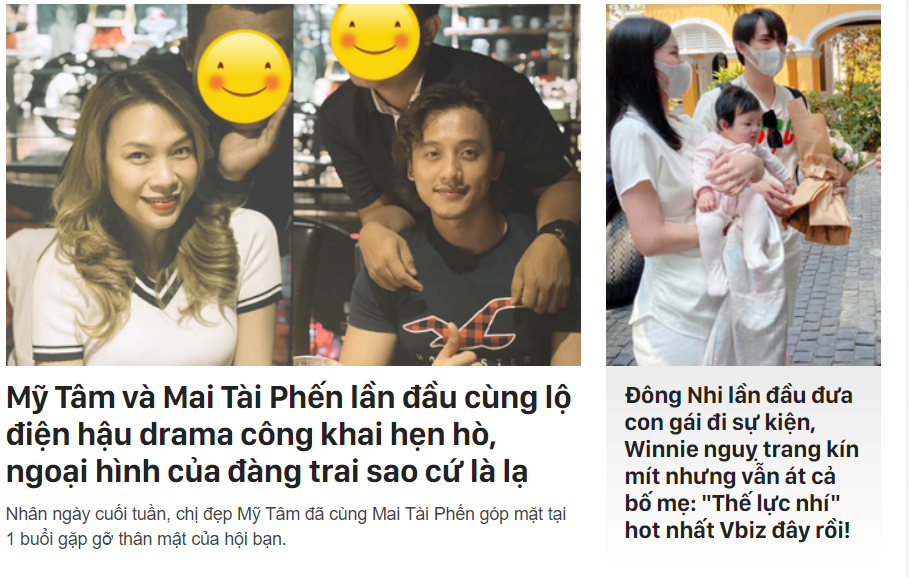 Mỹ Tâm và Mai Tài Phến lần đầu cùng lộ
điện hậu drama công khai hẹn hò,
ngoại hình của đàng trai sao cứ là lạ
Nhân ngày cuối tuần, chị đẹp Mỹ Tâm đã cùng Mai Tài Phến góp mặt tại
1 buổi gặp gỡ thân mật của hội bạn.
Đông Nhi lần đầu đưa
con gái đi sự kiện,
Winnie nguỵ trang kín
mít nhưng vẫn át cả
bố mẹ: "Thế lực nhí"
hot nhất Vbiz đây rồi!